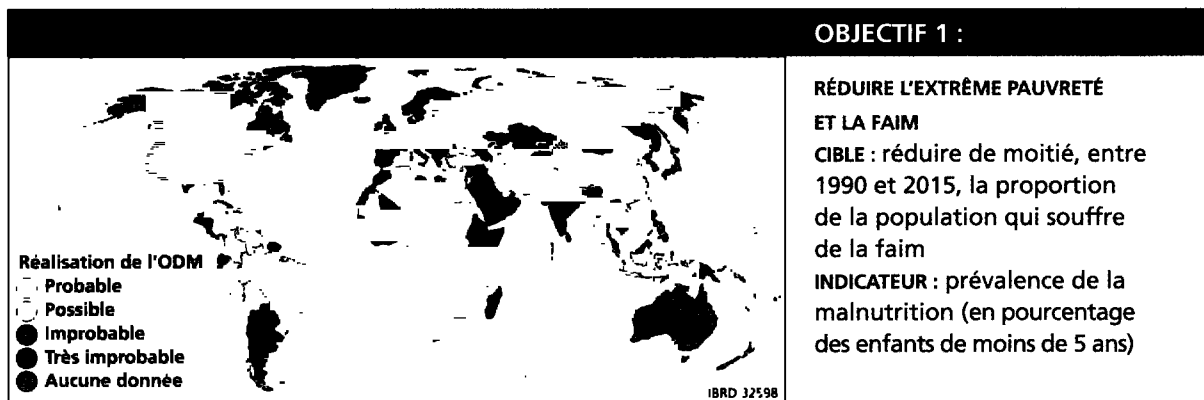 OBJECTIF 1 :
RÉDUIRE L'EXTRÊME PAUVRETÉ
ET LA FAIM
CIBLE : réduire de moitié, entre
1990 et 2015, la proportion
de la population qui souffre
de la faim
INDICATEUR : prévalence de la
malnutrition (en pourcentage
des enfants de moins de 5 ans)
Réalisation de l'ODM
Probable
Possible
Improbable
Très improbable
Aucune donnée
IBRD 32598